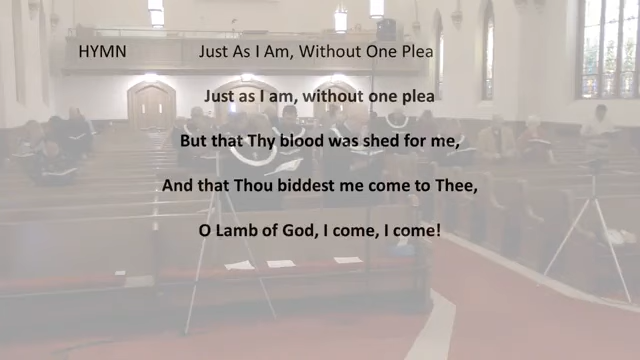 HYMN Just As I Am, Without One Plea
Just as I am, without one plea
But that Thy blood was shed for me,
And that Thou biddest me come to Thee,
O Lamb of God, I come, I come!